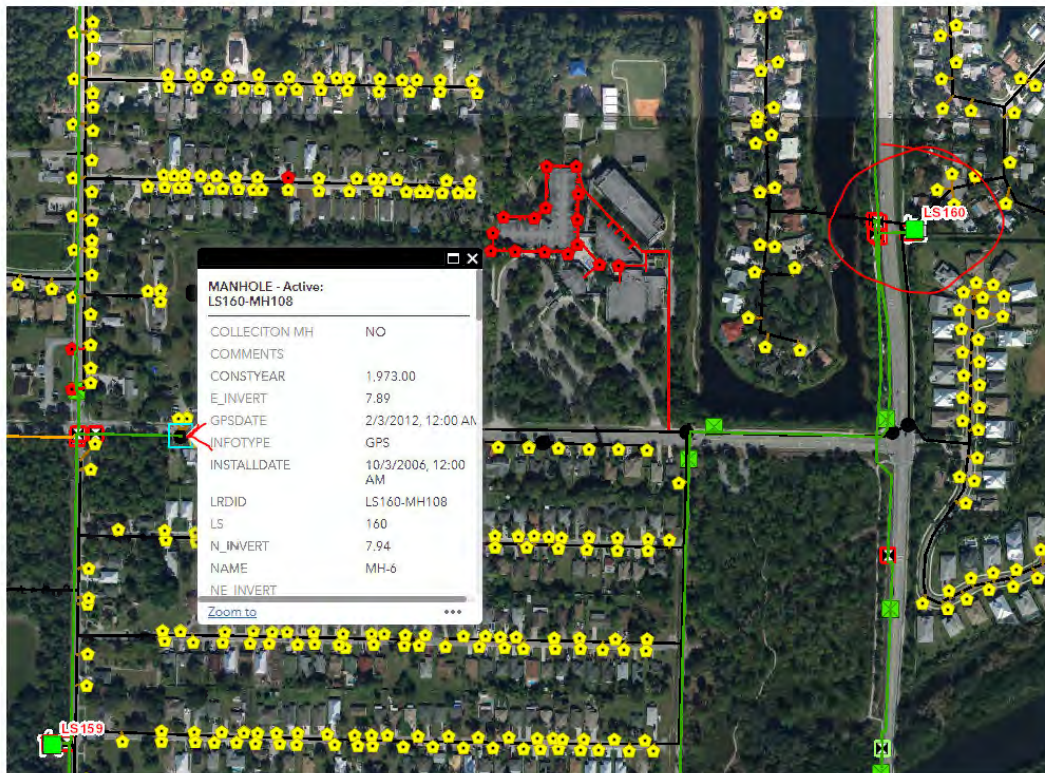 LS160
MANHOLE - Active:
LS160-MH108
COLLECITON MH NO
COMMENTS
CONSTYEAR 1,973.00
E_INVERT 7.89
GPSDATE 2/3/2012, 12:00 AM
INFOTYPE GPS
INSTALLDATE 10/3/2006, 12:00
AM
LRDID LS160-MH108
LS 160
N_INVERT 7.94
NAME MH-6
NE INVERT
Zoom to
LS159